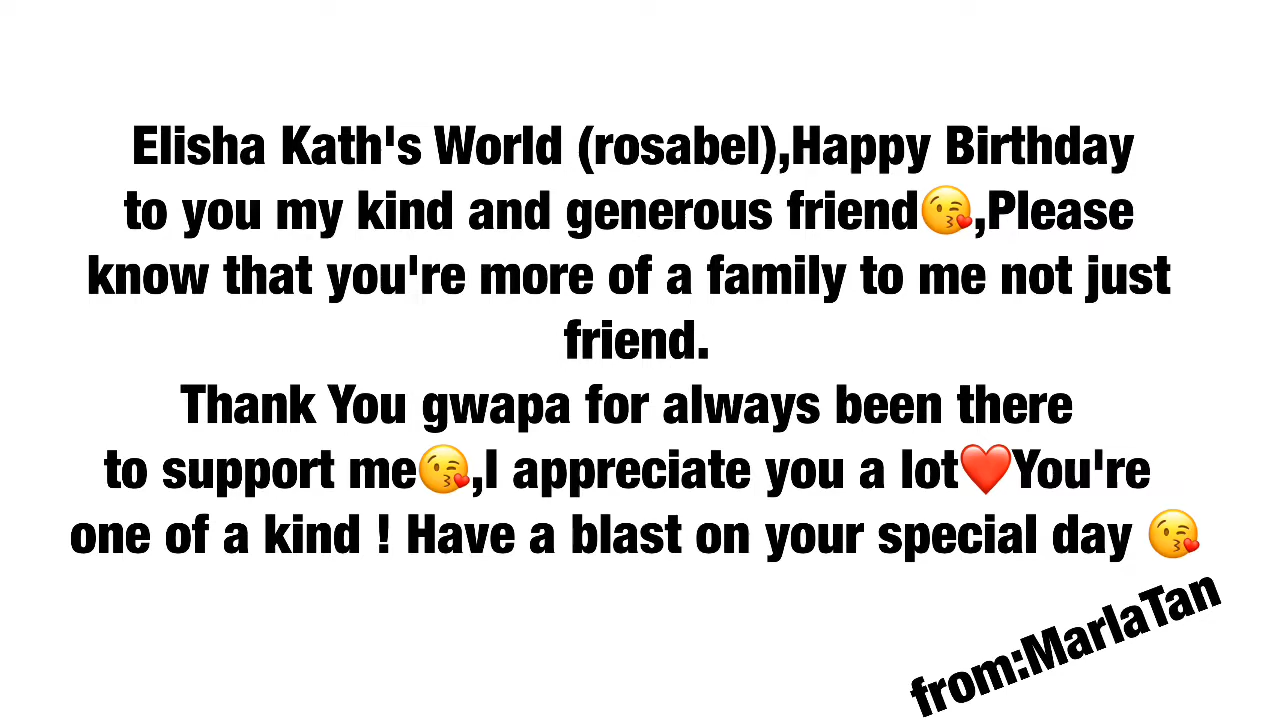 Elisha Kath's World (rosabel),Happy Birthday
to you my kind and generous friend😘,Please
know that you're more of a family to me not just
friend.
Thank You gwapa for always been there
to support me😘,I appreciate you a lot❤️You're
one of a kind ! Have a blast on your special day 😘
from:MarlaTan